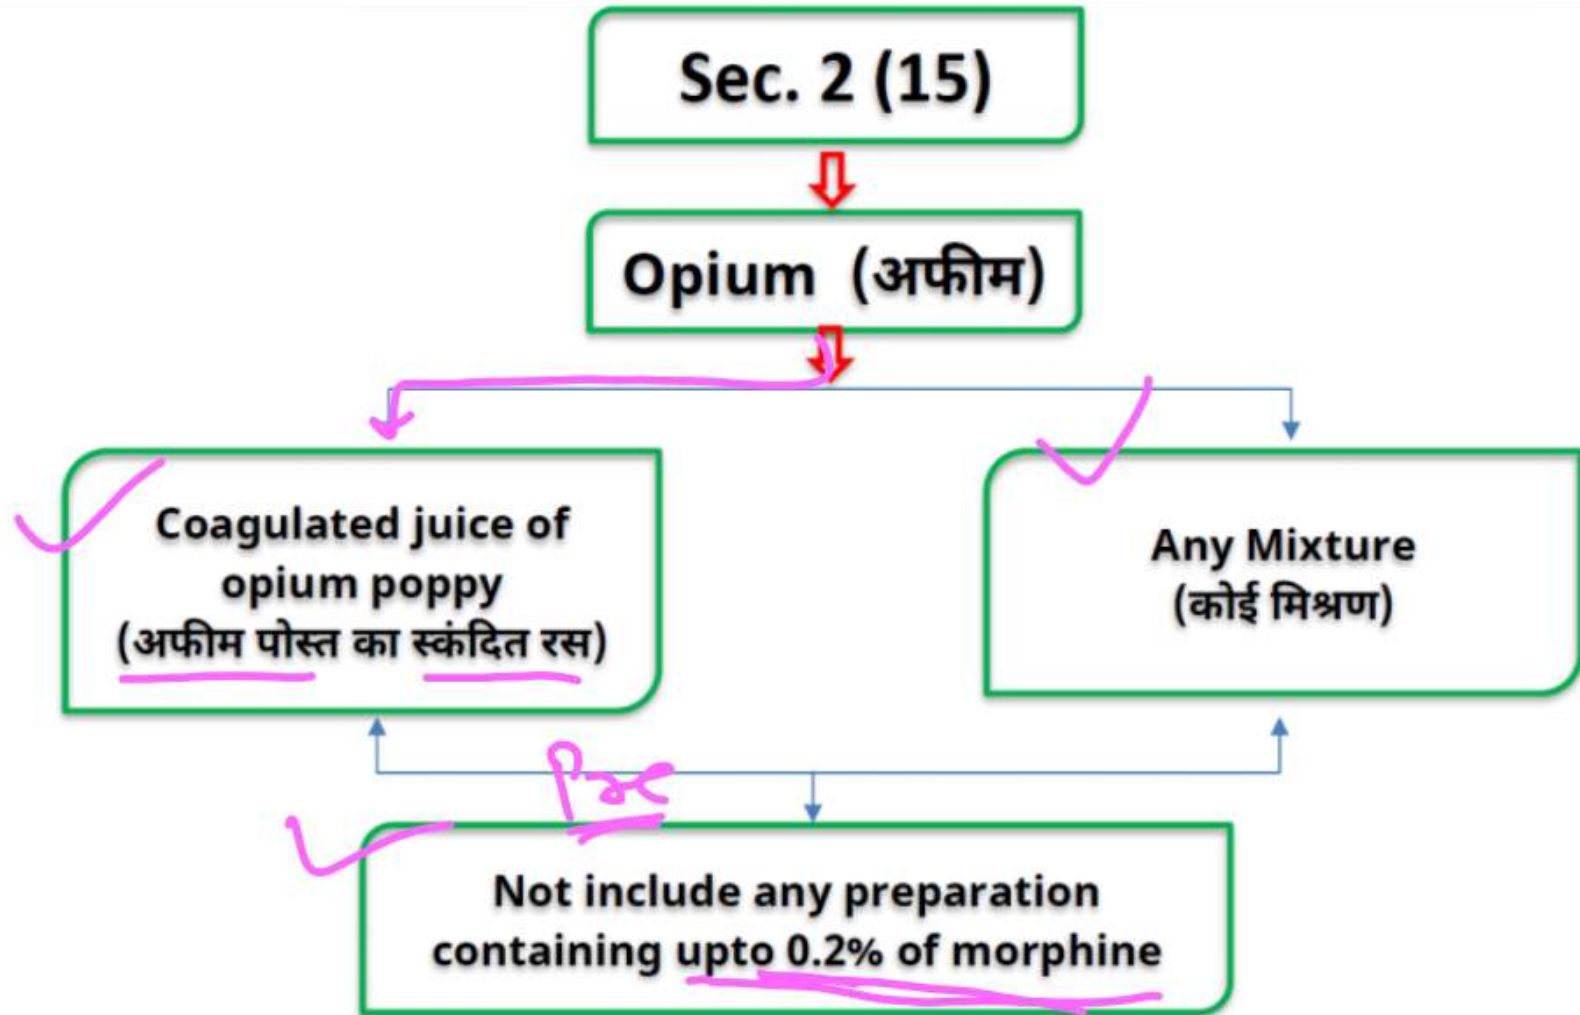 Sec. 2 (15)
Opium (अफीम)
Coagulated juice of
opium poppy
(अफीम पोस्त का स्कंदित रस)
Any Mixture
(कोई मिश्रण)
Not include any preparation
containing upto 0.2% of morphine